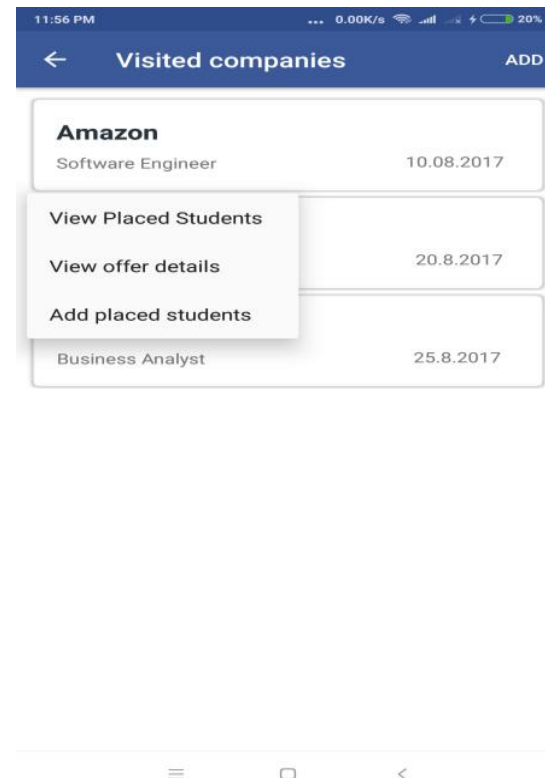 11:56 PM ... 0.00K/s 20%
Visited companies ADD
Amazon
Software Engineer 10.08.2017
View Placed Students
View offer details 20.8.2017
Add placed students
Business Analyst 25.8.2017